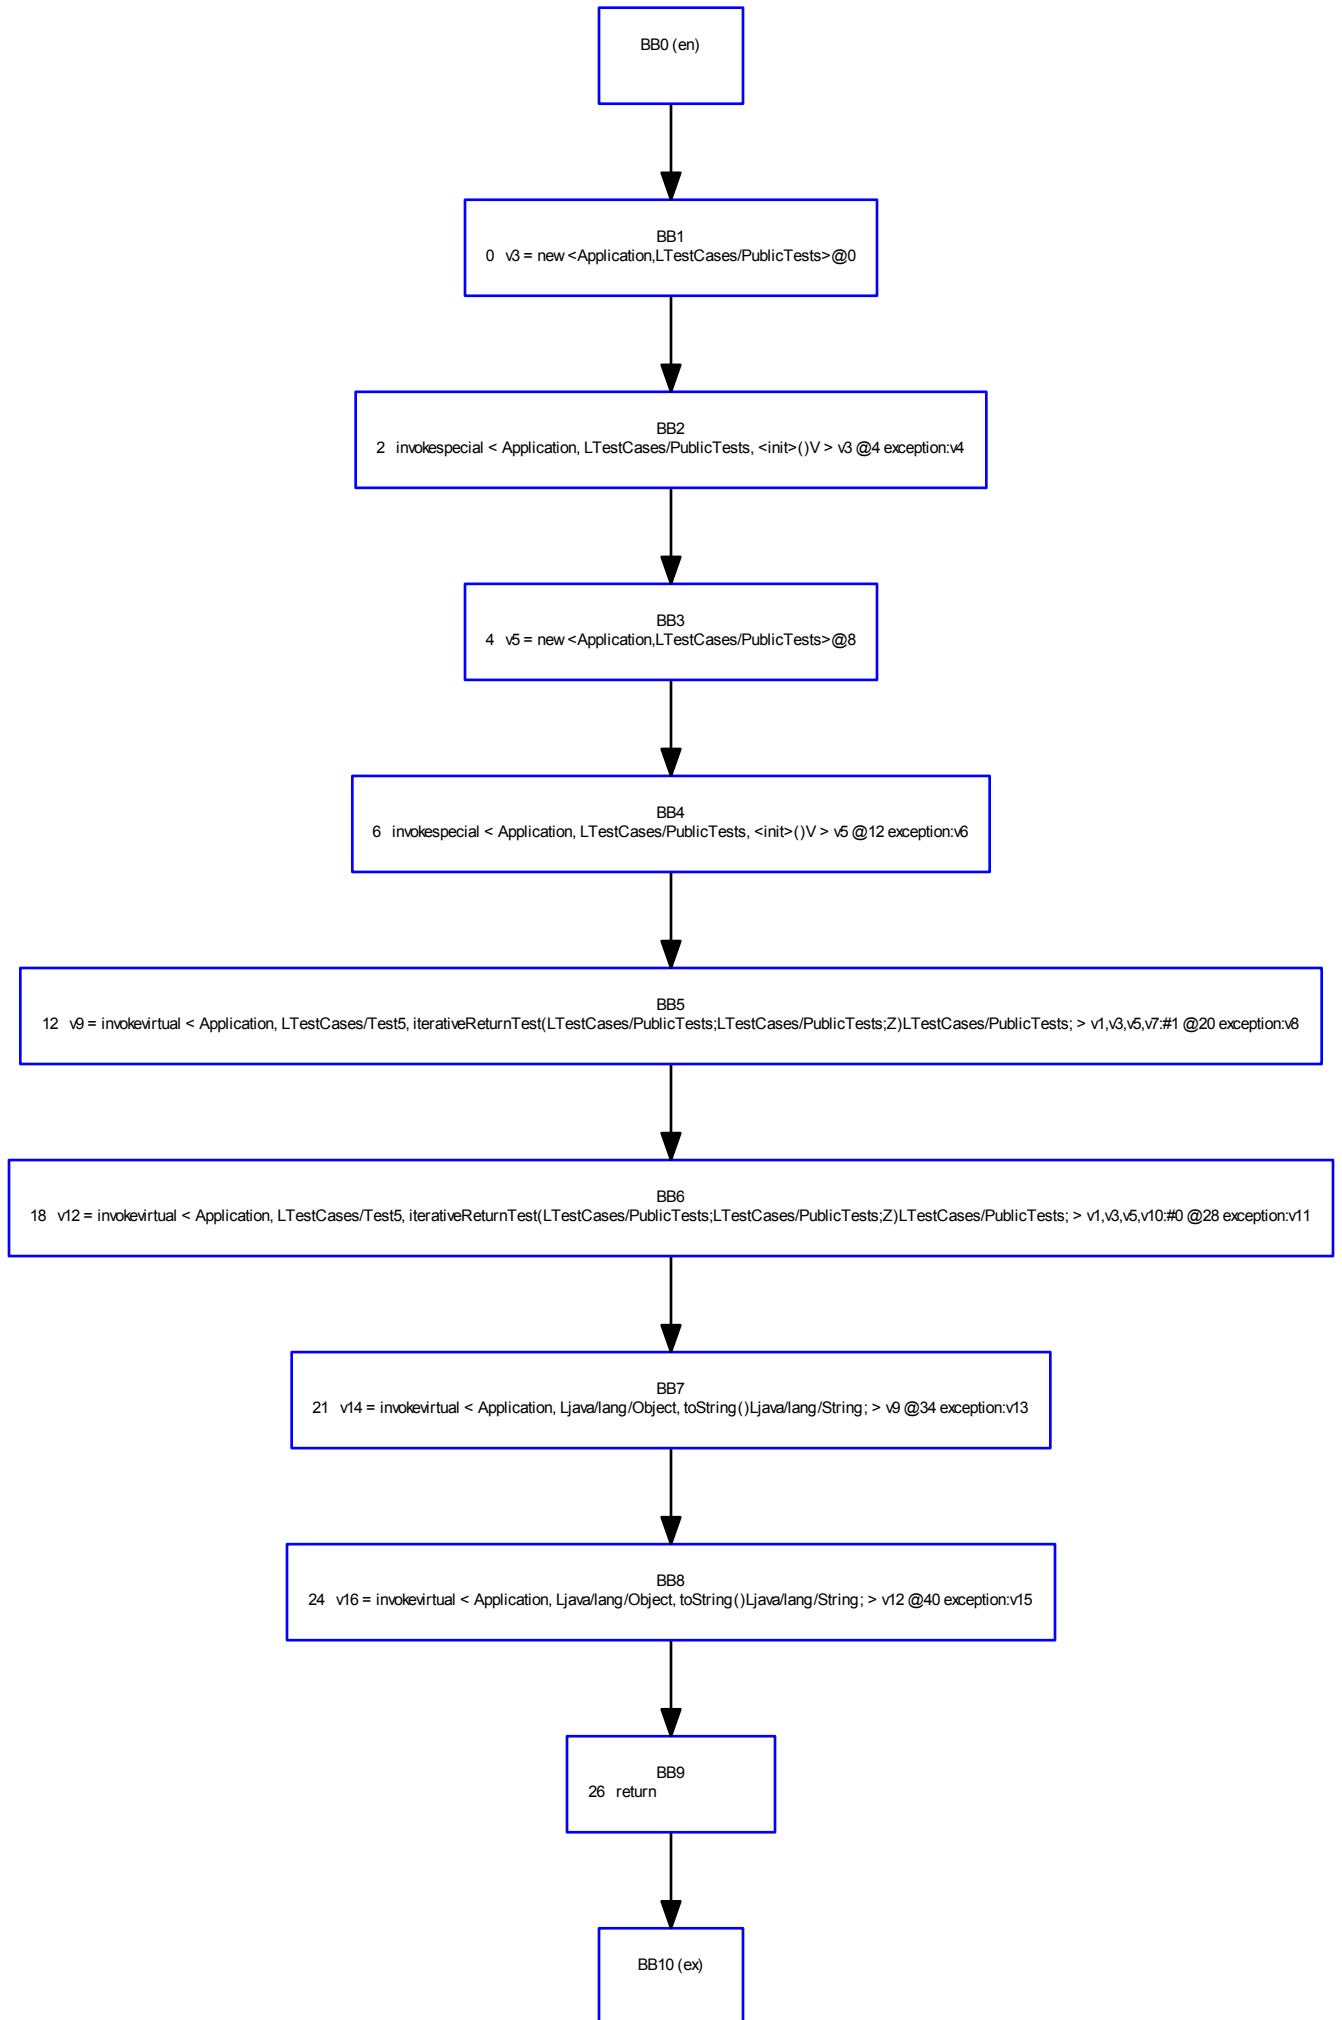 BB0 (en)
BB1
0 v3 = new <Application,LTestCases/PublicTests>@0
BB2
2 invokespecial < Application, LTestCases/PublicTests, <init>()V > v3 @4 exception:v4
BB3
4 v5 = new <Application,LTestCases/PublicTests>@8
BB4
6 invokespecial < Application, LTestCases/PublicTests, <init>()V > v5 @12 exception:v6
BB5
12 v9 = invokevirtual < Application, LTestCases/Test5, iterativeReturnTest(LTestCases/PublicTests;LTestCases/PublicTests;Z)LTestCases/PublicTests; > v1,v3,v5,v7:#1 @20 exception:v8
BB6
18 v12 = invokevirtual < Application, LTestCases/Test5, iterativeReturnTest(LTestCases/PublicTests;LTestCases/PublicTests;Z)LTestCases/PublicTests; > v1,v3,v5,v10:#0 @28 exception:v11
BB7
21 v14 = invokevirtual < Application, Ljava/lang/Object, toString()Ljava/lang/String; > v9 @34 exception:v13
BB8
24 v16 = invokevirtual < Application, Ljava/lang/Object, toString()Ljava/lang/String; > v12 @40 exception:v15
BB9
26 return
BB10 (ex)